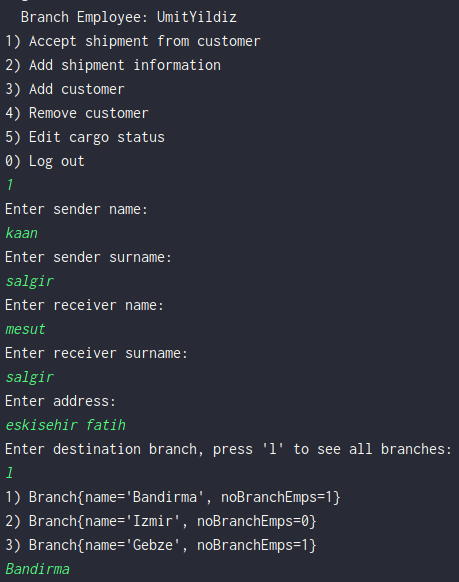 Branch Employee: UmitYildiz
1) Accept shipment from customer
2) Add shipment information
3) Add customer
4) Remove customer
5) Edit cargo status
0) Log out
1
Enter sender name:
kaan
Enter sender surname:
salgir
Enter receiver name:
mesut
Enter receiver surname:
salgir
Enter address:
eskisehir fatih
Enter destination branch, press 'l' to see all branches:
l
1) Branch{name='Bandirma', noBranchEmps=1}
2) Branch{name='Izmir', noBranchEmps=0}
3) Branch{name='Gebze', noBranchEmps=1}
Bandirma